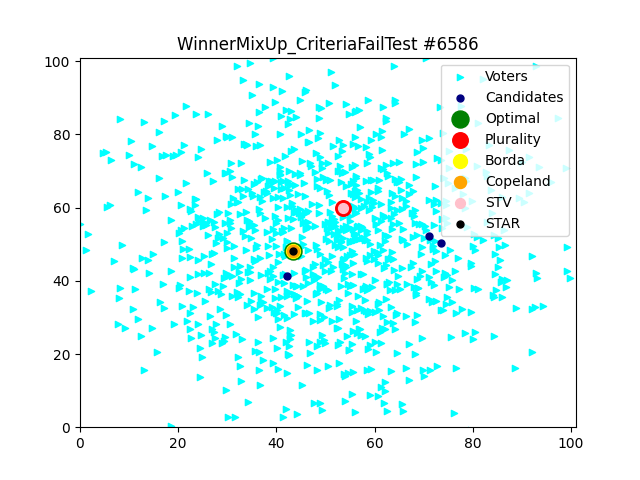 WinnerMixUp_CriteriaFailTest #6586
100
80
60
40
20
0
0
20
40
60
80
100
Voters
Candidates
Optimal
Plurality
Borda
Copeland
STV
STAR